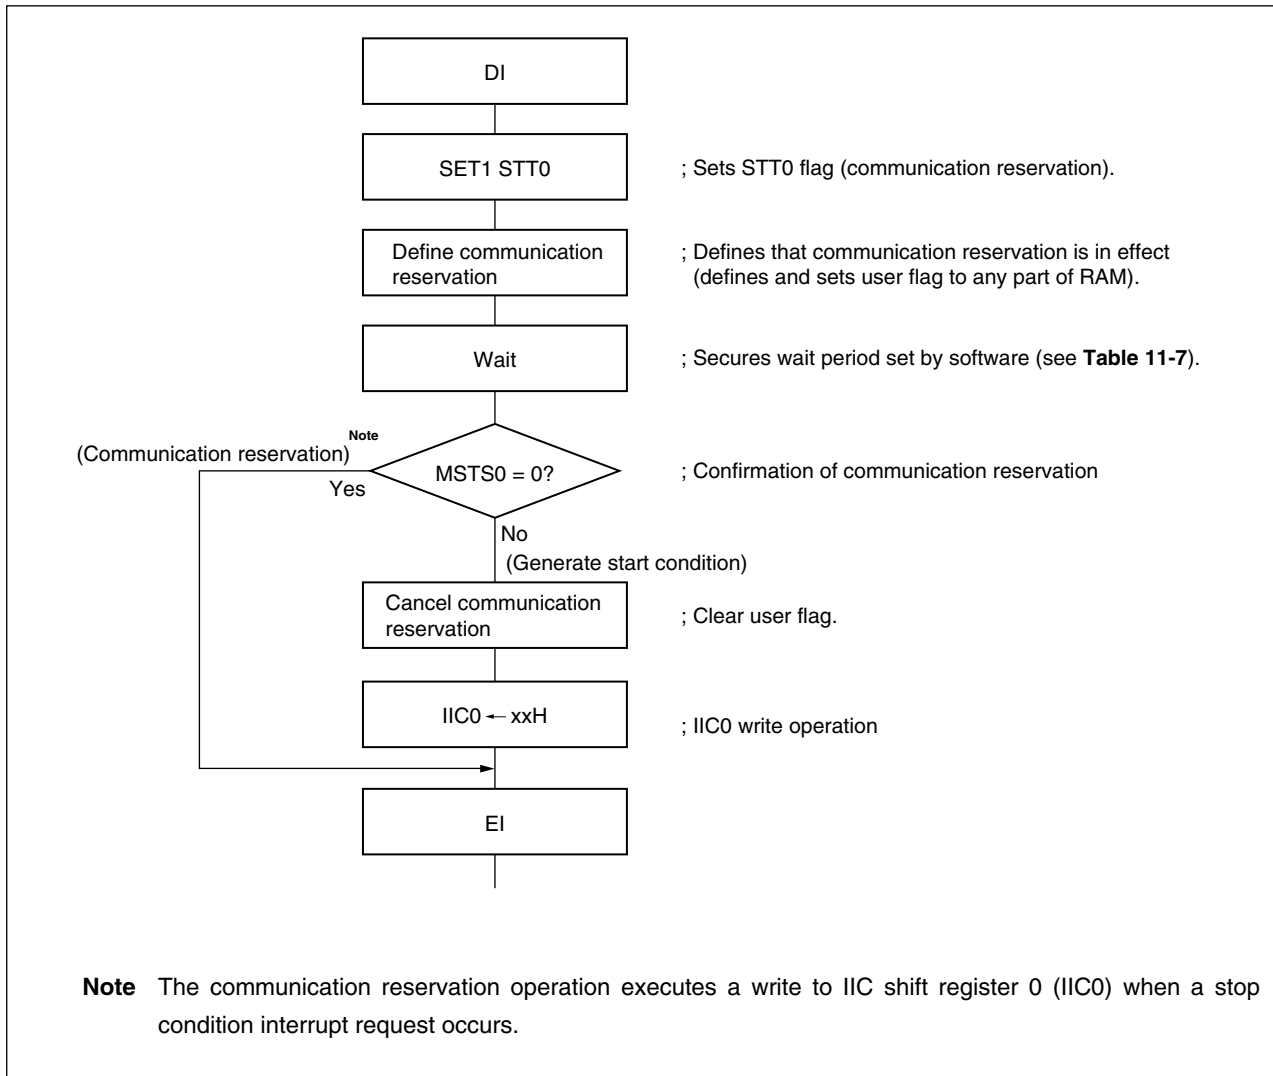 DI
SET1 STT0
; Sets STT0 flag (communication reservation).
Define communication
reservation
; Defines that communication reservation is in effect
(defines and sets user flag to any part of RAM).
Wait
; Secures wait period set by software (see Table 11-7).
(Communication reservation)Note
Yes
MSTS0 = 0?
; Confirmation of communication reservation
No
(Generate start condition)
Cancel communication
reservation
; Clear user flag.
IIC0 ← xxH
; IIC0 write operation
EI
Note The communication reservation operation executes a write to IIC shift register 0 (IIC0) when a stop
condition interrupt request occurs.